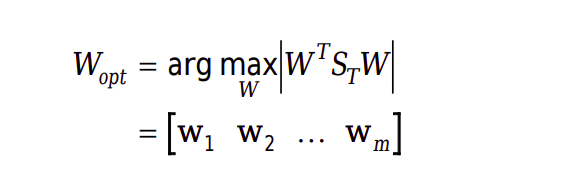 W_opt = arg max_W |W^T S_T W|
= [w_1 w_2 … w_m]